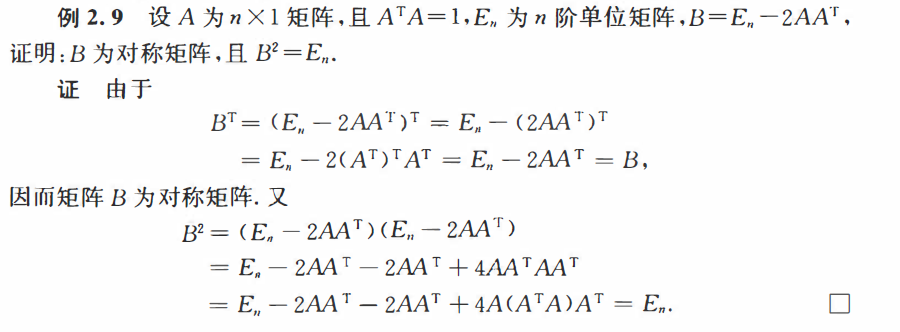 例 2.9 设 A 为 n×1 矩阵,且 AᵀA=1,Eₙ 为 n 阶单位矩阵,B=Eₙ−2AAᵀ,
证明:B 为对称矩阵,且 B²=Eₙ.
证 由于
Bᵀ=(Eₙ−2AAᵀ)ᵀ=Eₙ−(2AAᵀ)ᵀ
=Eₙ−2(Aᵀ)ᵀAᵀ=Eₙ−2AAᵀ=B,
因而矩阵 B 为对称矩阵.又
B²=(Eₙ−2AAᵀ)(Eₙ−2AAᵀ)
=Eₙ−2AAᵀ−2AAᵀ+4AAᵀAAᵀ
=Eₙ−2AAᵀ−2AAᵀ+4A(AᵀA)Aᵀ=Eₙ. □